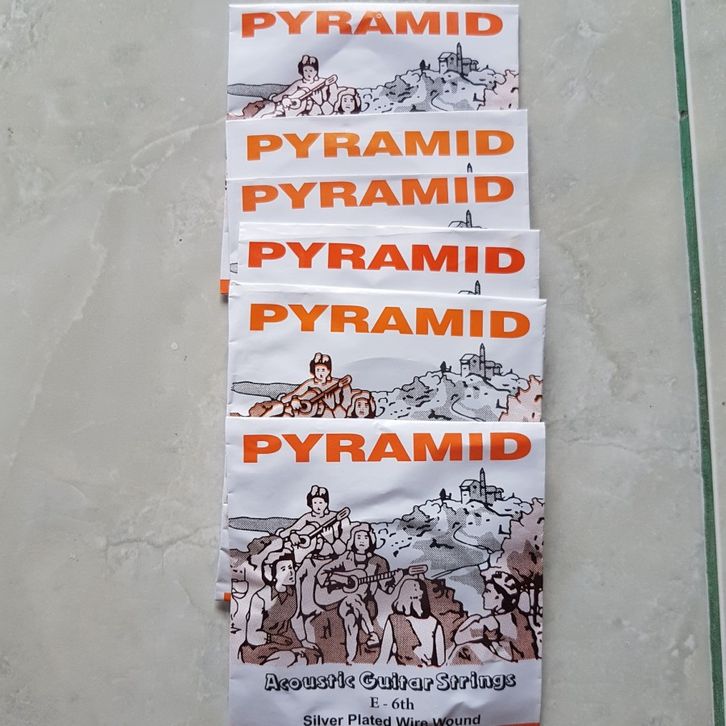 PYRAMID
PYRAMID
PYRAMID
PYRAMID
PYRAMID
PYRAMID
Acoustic Guitar Strings
E - 6th
Silver Plated Wire Wound